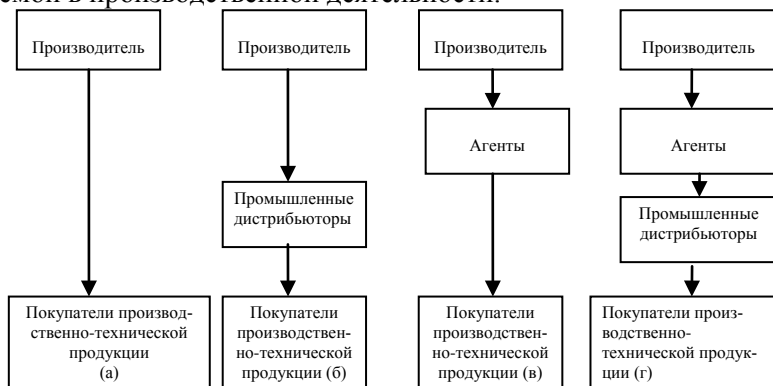 емой в производственной деятельности.
Производитель
Производитель
Производитель
Производитель
Агенты
Агенты
Промышленные
дистрибьюторы
Промышленные
дистрибьюторы
Покупатели производ-
ственно-технической
продукции
(а)
Покупатели
производствен-
но-технической
продукции (б)
Покупатели
производствен-
но-технической
продукции (в)
Покупатели произ-
водственно-
технической продук-
ции (г)